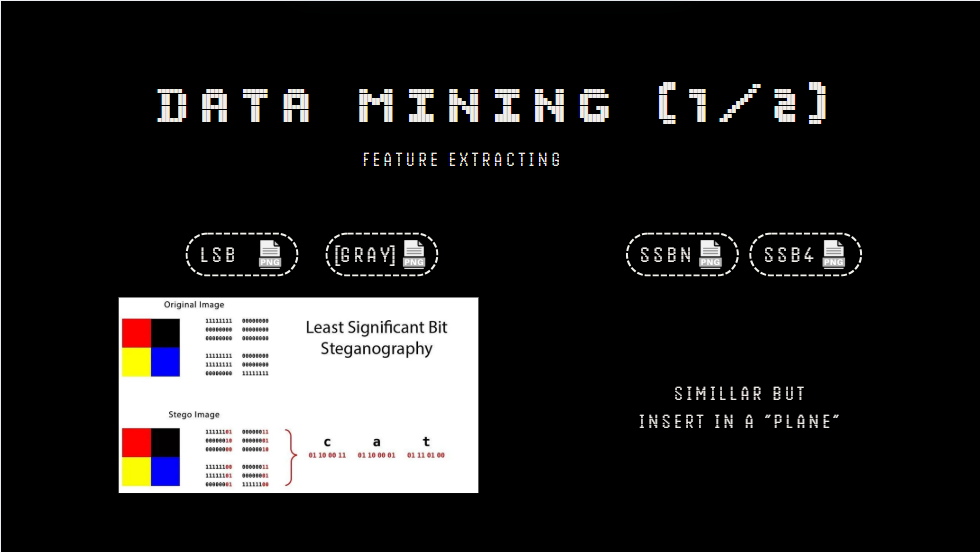 DATA MINING (1/2)
FEATURE EXTRACTING
LSB PNG
[GRAY] PNG
SSBN PNG
SSB4 PNG
Original Image
11111111 00000000
00000000 00000000
00000000 00000000
11111111 00000000
11111111 00000000
00000000 11111111
Least Significant Bit
Steganography
Stego Image
11111101 00000011
00000010 00000001
00000000 00000010
11111100 00000011
11111101 00000001
00000001 11111100
c a t
01 10 00 11 01 10 00 01 01 11 01 00
SIMILLAR BUT
INSERT IN A "PLANE"